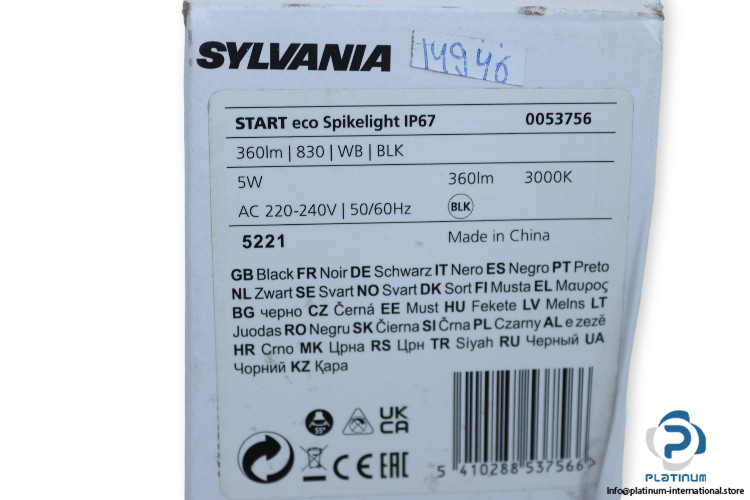 SYLVANIA
14946
START eco Spikelight IP67 0053756
360lm | 830 | WB | BLK
5W 360lm 3000K
AC 220-240V | 50/60Hz BLK
5221 Made in China
GB Black FR Noir DE Schwarz IT Nero ES Negro PT Preto
NL Zwart SE Svart NO Svart DK Sort FI Musta EL Μαυρος
BG черно CZ Černá EE Must HU Fekete LV Melns LT
Juodas RO Negru SK Čierna SI Črna PL Czarny AL e zezë
HR Crno MK Црна RS Црн TR Siyah RU Черный UA
Чорний KZ Қара
55°
UK
CA
CE EAC
5 410288 537566
PLATINUM
Info@platinum-international.store